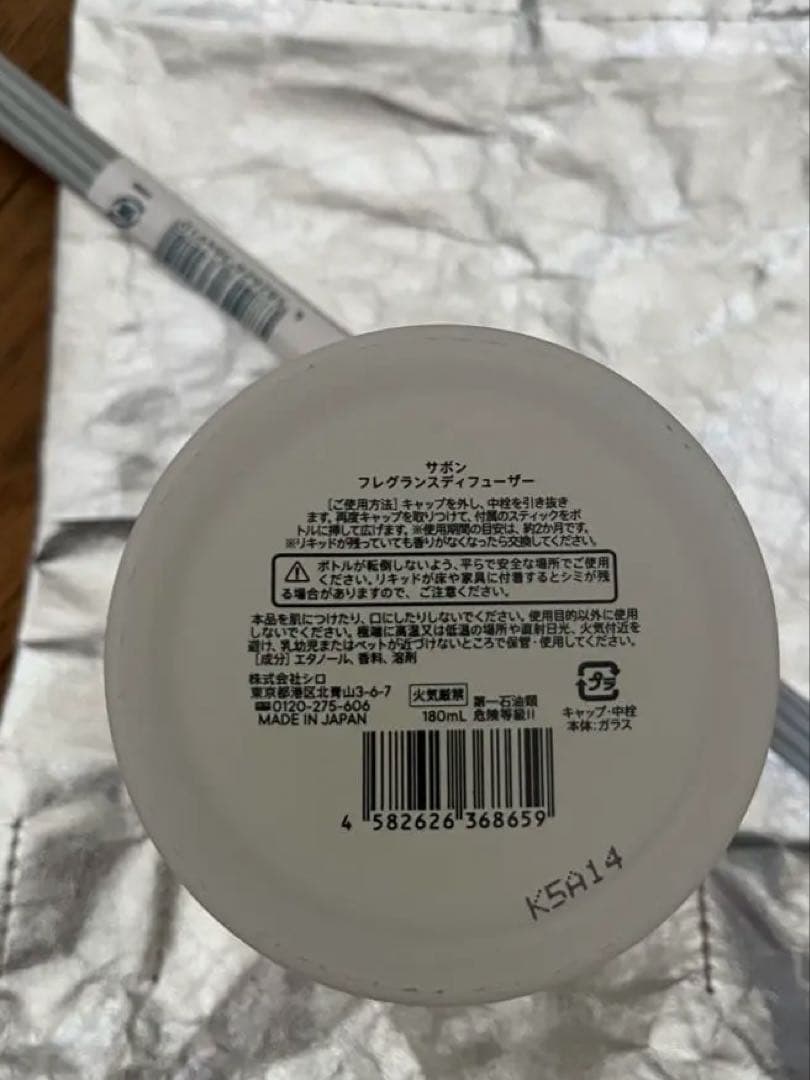 サボン
フレグランスディフューザー
[ご使用方法]キャップを外し、中栓を引き抜き
ます。再度キャップを取りつけて、付属のスティックをボ
トルに挿して広げます。※使用期間の目安は、約2か月です。
※リキッドが残っていても香りがなくなったら交換してください。
ボトルが転倒しないよう、平らで安全な場所でご使用
ください。リキッドが床や家具に付着するとシミが残
る場合がありますので、ご注意ください。
本品を肌につけたり、口にしたりしないでください。使用目的以外に使用
しないでください。極端に高温又は低温の場所や直射日光、火気付近を
避け、乳幼児またはペットが近づけないところで保管・使用してください。
[成分]エタノール、香料、溶剤
株式会社シロ
東京都港区北青山3-6-7
0120-275-606
MADE IN JAPAN
火気厳禁
180mL
第一石油類
危険等級II
プラ
キャップ・中栓
本体:ガラス
4 582626 368659
K5A14